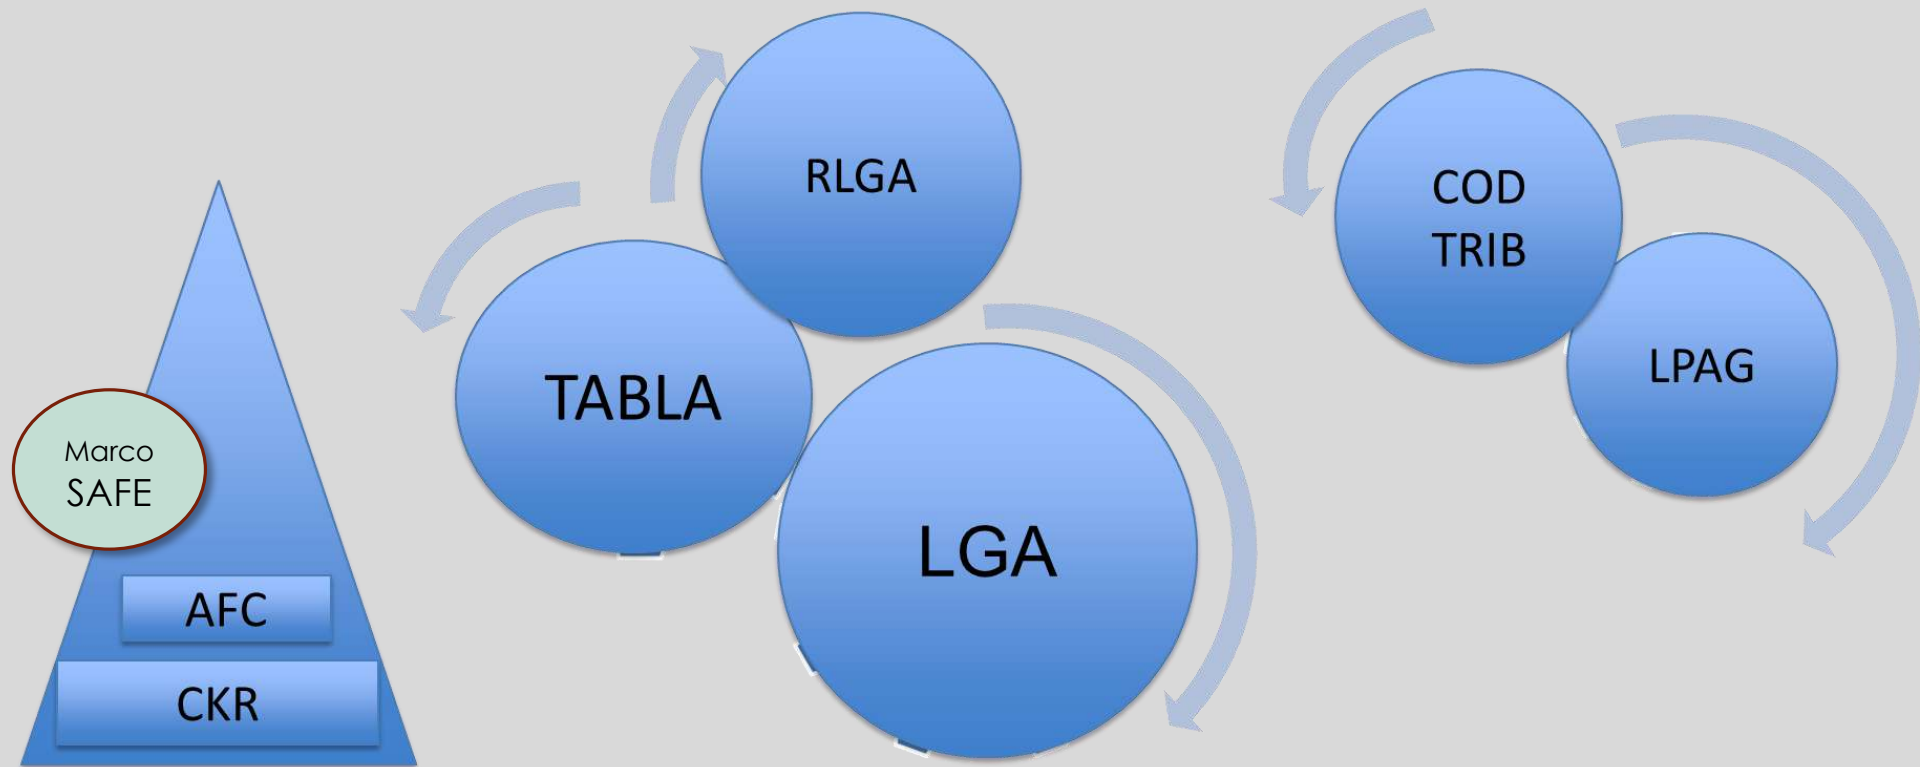 Marco
SAFE
AFC
CKR
RLGA
TABLA
LGA
COD
TRIB
LPAG